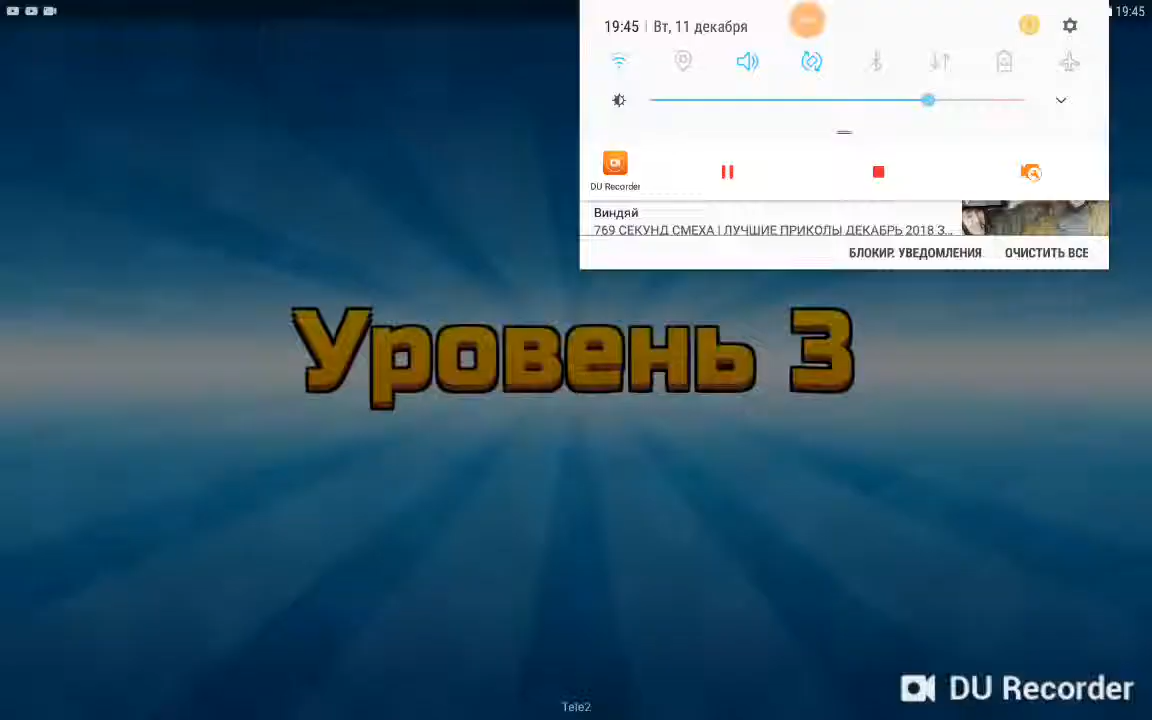 19:45
19:45 | Вт, 11 декабря
DU Recorder
Виндяй
769 СЕКУНД СМЕХА | ЛУЧШИЕ ПРИКОЛЫ ДЕКАБРЬ 2018 З...
БЛОКИР. УВЕДОМЛЕНИЯ ОЧИСТИТЬ ВСЕ
Уровень 3
DU Recorder
Tele2